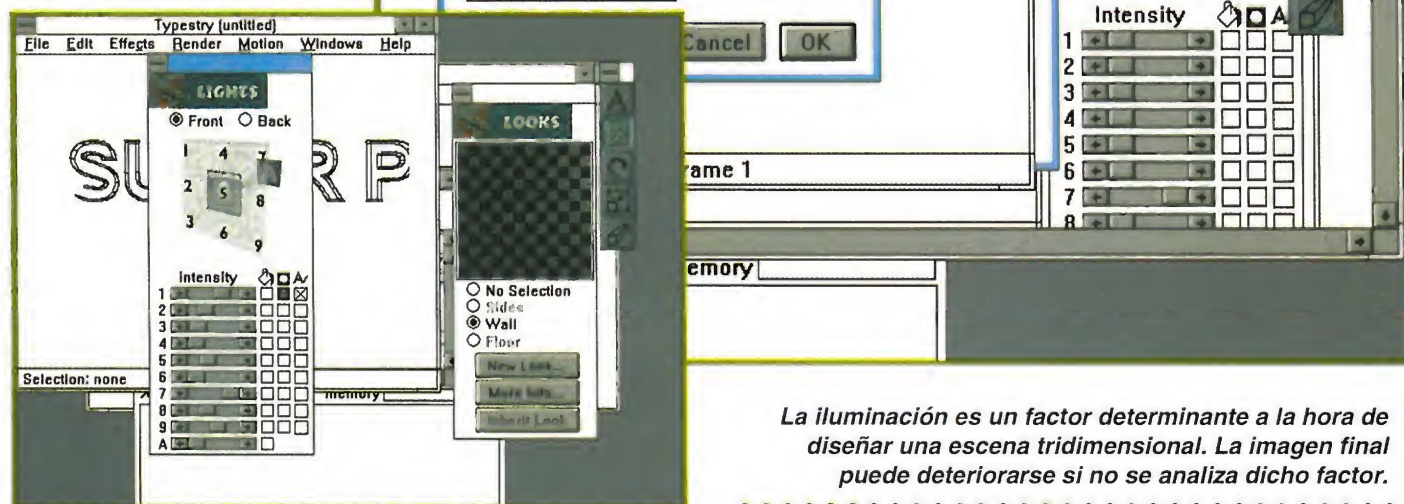 Typestry (untitled)
File Edit Effects Render Motion Windows Help
LIGHTS
Front Back
SU R P
1 4 7
2 5 8
3 6 9
Intensity A
1
2
3
4
5
6
7
8
9
A
Selection: none
memory
LOOKS
No Selection
Sides
Wall
Floor
New Look...
More Info...
Inherit Look
A
Cancel OK
rame 1
emory
Intensity A
1
2
3
4
5
6
7
8
La iluminación es un factor determinante a la hora de
diseñar una escena tridimensional. La imagen final
puede deteriorarse si no se analiza dicho factor.